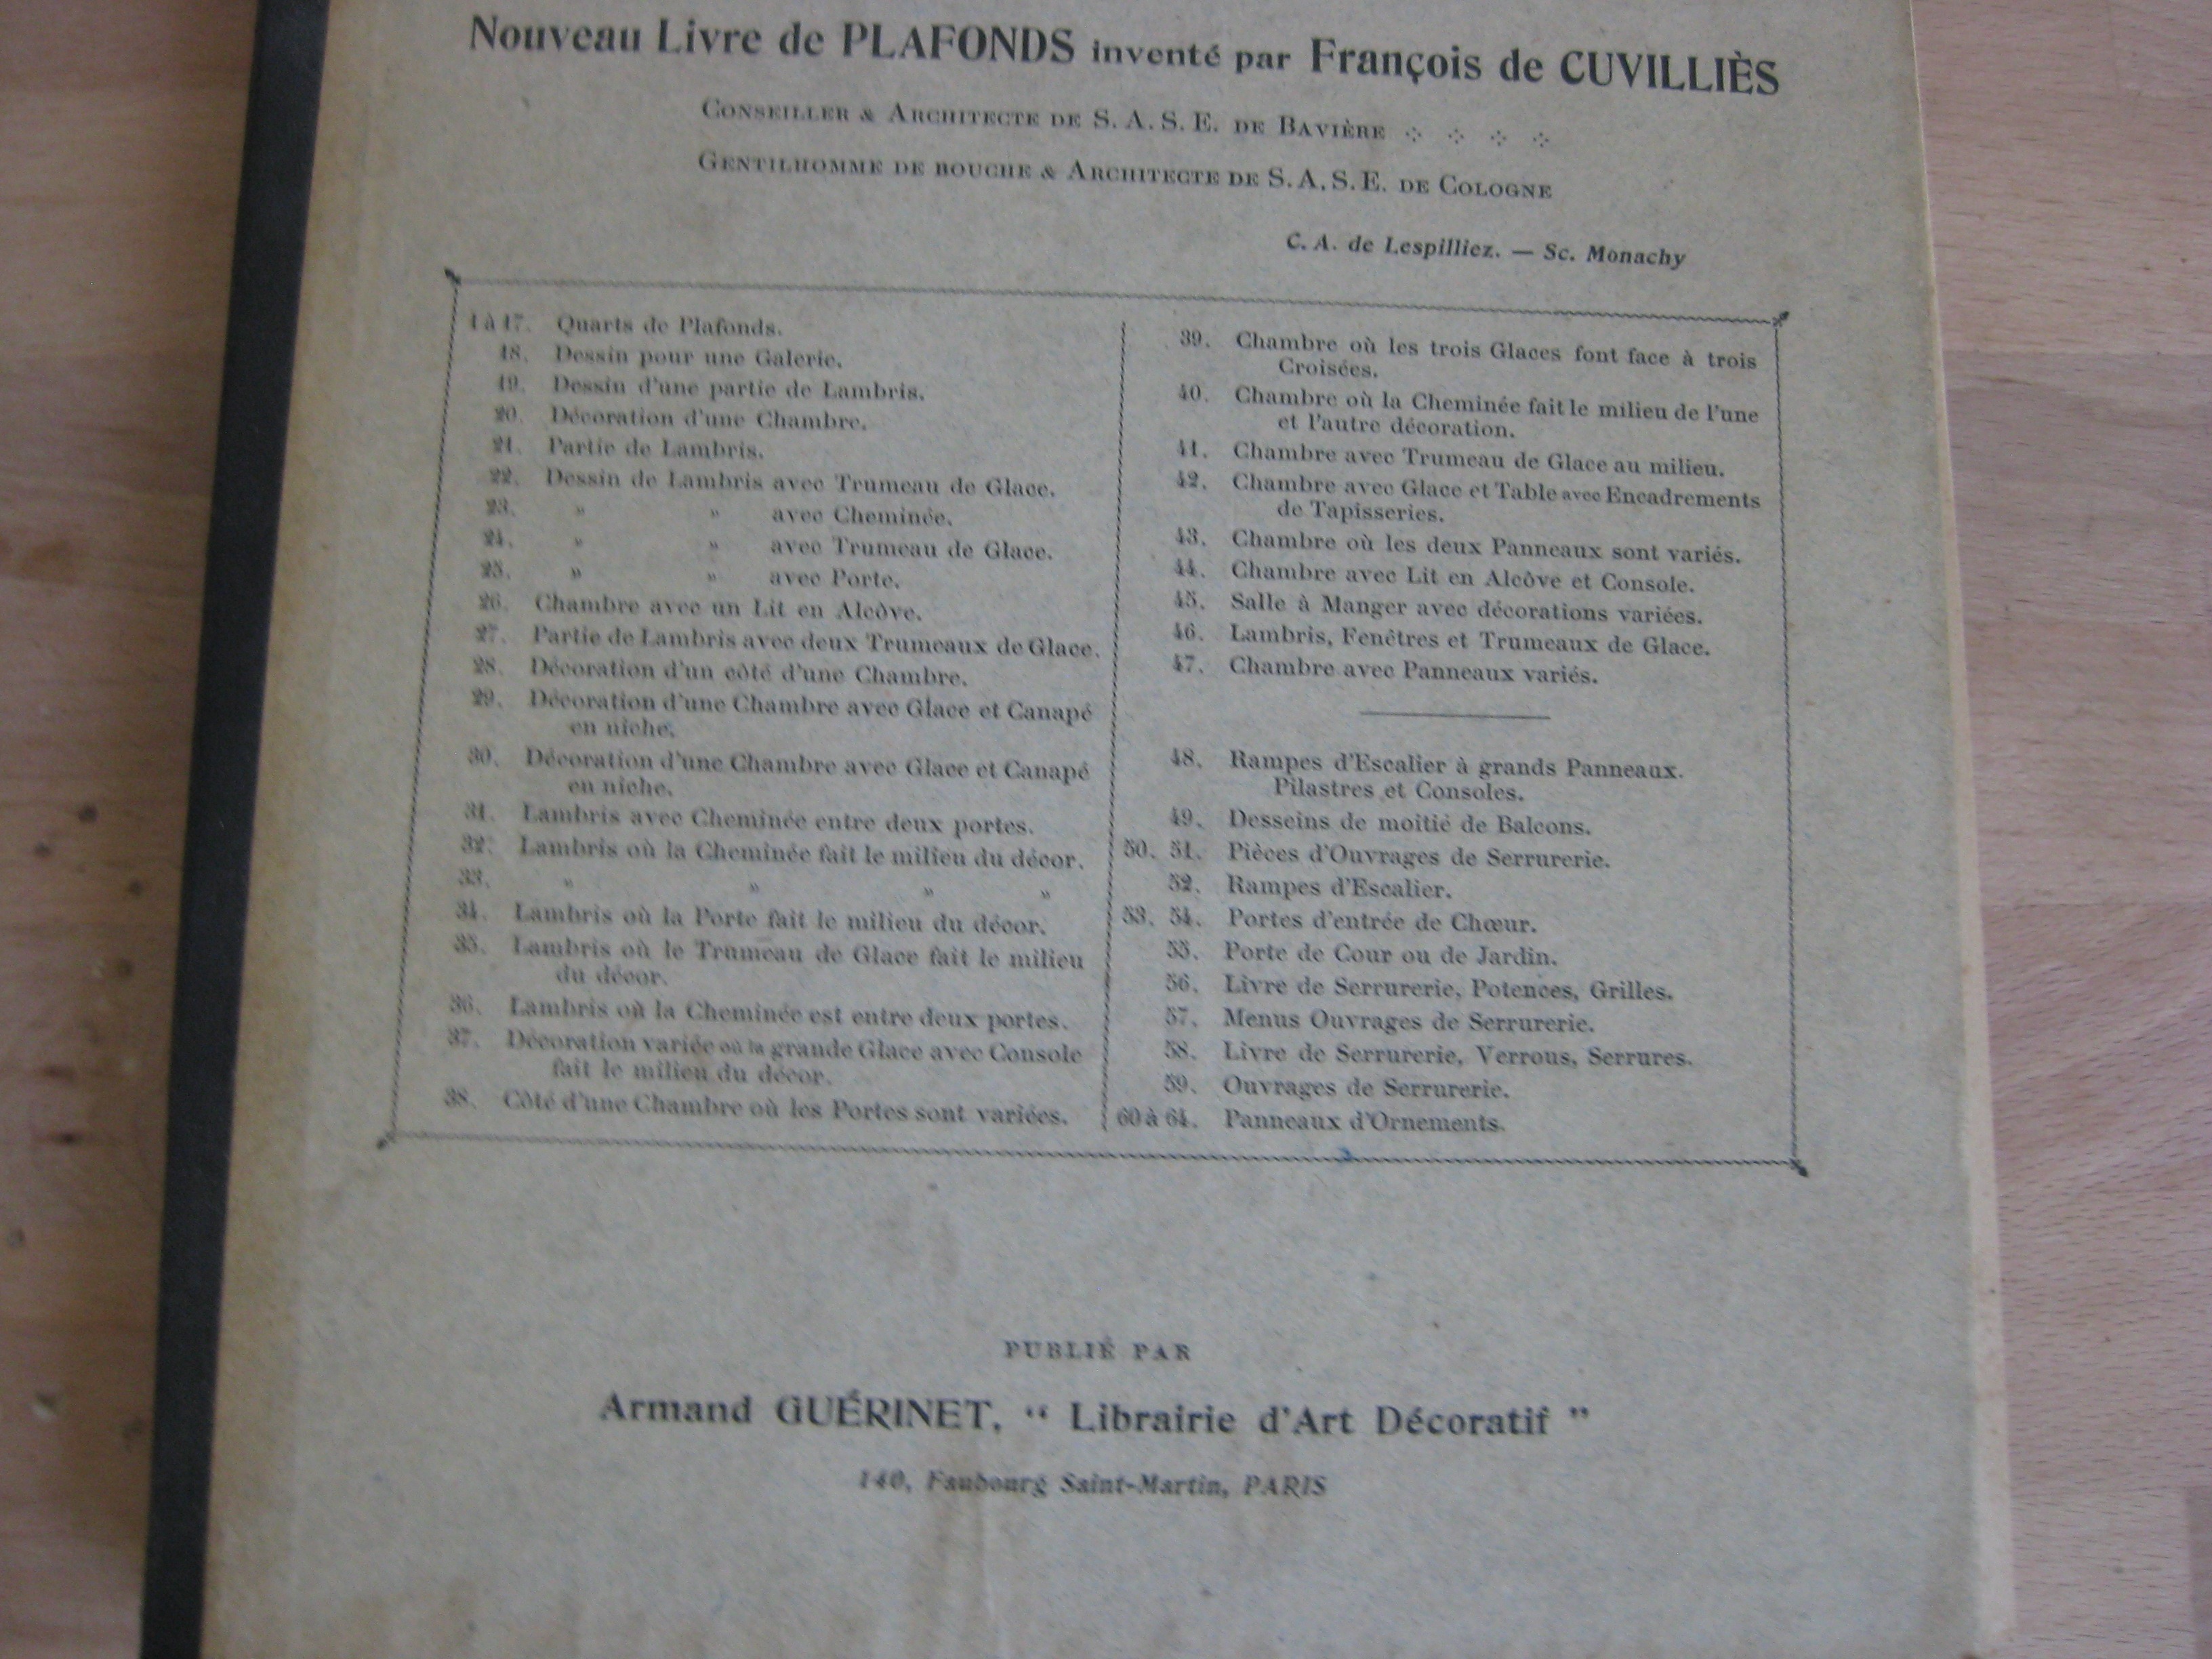 Nouveau Livre de PLAFONDS inventé par François de CUVILLIÈS
CONSEILLER & ARCHITECTE DE S. A. S. E. DE BAVIÈRE
GENTILHOMME DE BOUCHE & ARCHITECTE DE S. A. S. E. DE COLOGNE
C. A. de Lespilliez. — Sc. Monachy
1 à 17. Quarts de Plafonds.
18. Dessin pour une Galerie.
19. Dessin d'une partie de Lambris.
20. Décoration d'une Chambre.
21. Partie de Lambris.
22. Dessin de Lambris avec Trumeau de Glace.
23. » » avec Cheminée.
24. » » avec Trumeau de Glace.
25. » » avec Porte.
26. Chambre avec un Lit en Alcôve.
27. Partie de Lambris avec deux Trumeaux de Glace.
28. Décoration d'un côté d'une Chambre.
29. Décoration d'une Chambre avec Glace et Canapé
en niche.
30. Décoration d'une Chambre avec Glace et Canapé
en niche.
31. Lambris avec Cheminée entre deux portes.
32. Lambris où la Cheminée fait le milieu du décor.
33. » » » »
34. Lambris où la Porte fait le milieu du décor.
35. Lambris où le Trumeau de Glace fait le milieu
du décor.
36. Lambris où la Cheminée est entre deux portes.
37. Décoration variée où la grande Glace avec Console
fait le milieu du décor.
38. Côté d'une Chambre où les Portes sont variées.
39. Chambre où les trois Glaces font face à trois
Croisées.
40. Chambre où la Cheminée fait le milieu de l'une
et l'autre décoration.
41. Chambre avec Trumeau de Glace au milieu.
42. Chambre avec Glace et Table avec Encadrements
de Tapisseries.
43. Chambre où les deux Panneaux sont variés.
44. Chambre avec Lit en Alcôve et Console.
45. Salle à Manger avec décorations variées.
46. Lambris, Fenêtres et Trumeaux de Glace.
47. Chambre avec Panneaux variés.
48. Rampes d'Escalier à grands Panneaux.
Pilastres et Consoles.
49. Desseins de moitié de Balcons.
50. 51. Pièces d'Ouvrages de Serrurerie.
52. Rampes d'Escalier.
53. 54. Portes d'entrée de Chœur.
55. Porte de Cour ou de Jardin.
56. Livre de Serrurerie, Potences, Grilles.
57. Menus Ouvrages de Serrurerie.
58. Livre de Serrurerie, Verrous, Serrures.
59. Ouvrages de Serrurerie.
60 à 64. Panneaux d'Ornements.
PUBLIÉ PAR
Armand GUÉRINET, “ Librairie d'Art Décoratif ”
140, Faubourg Saint-Martin, PARIS